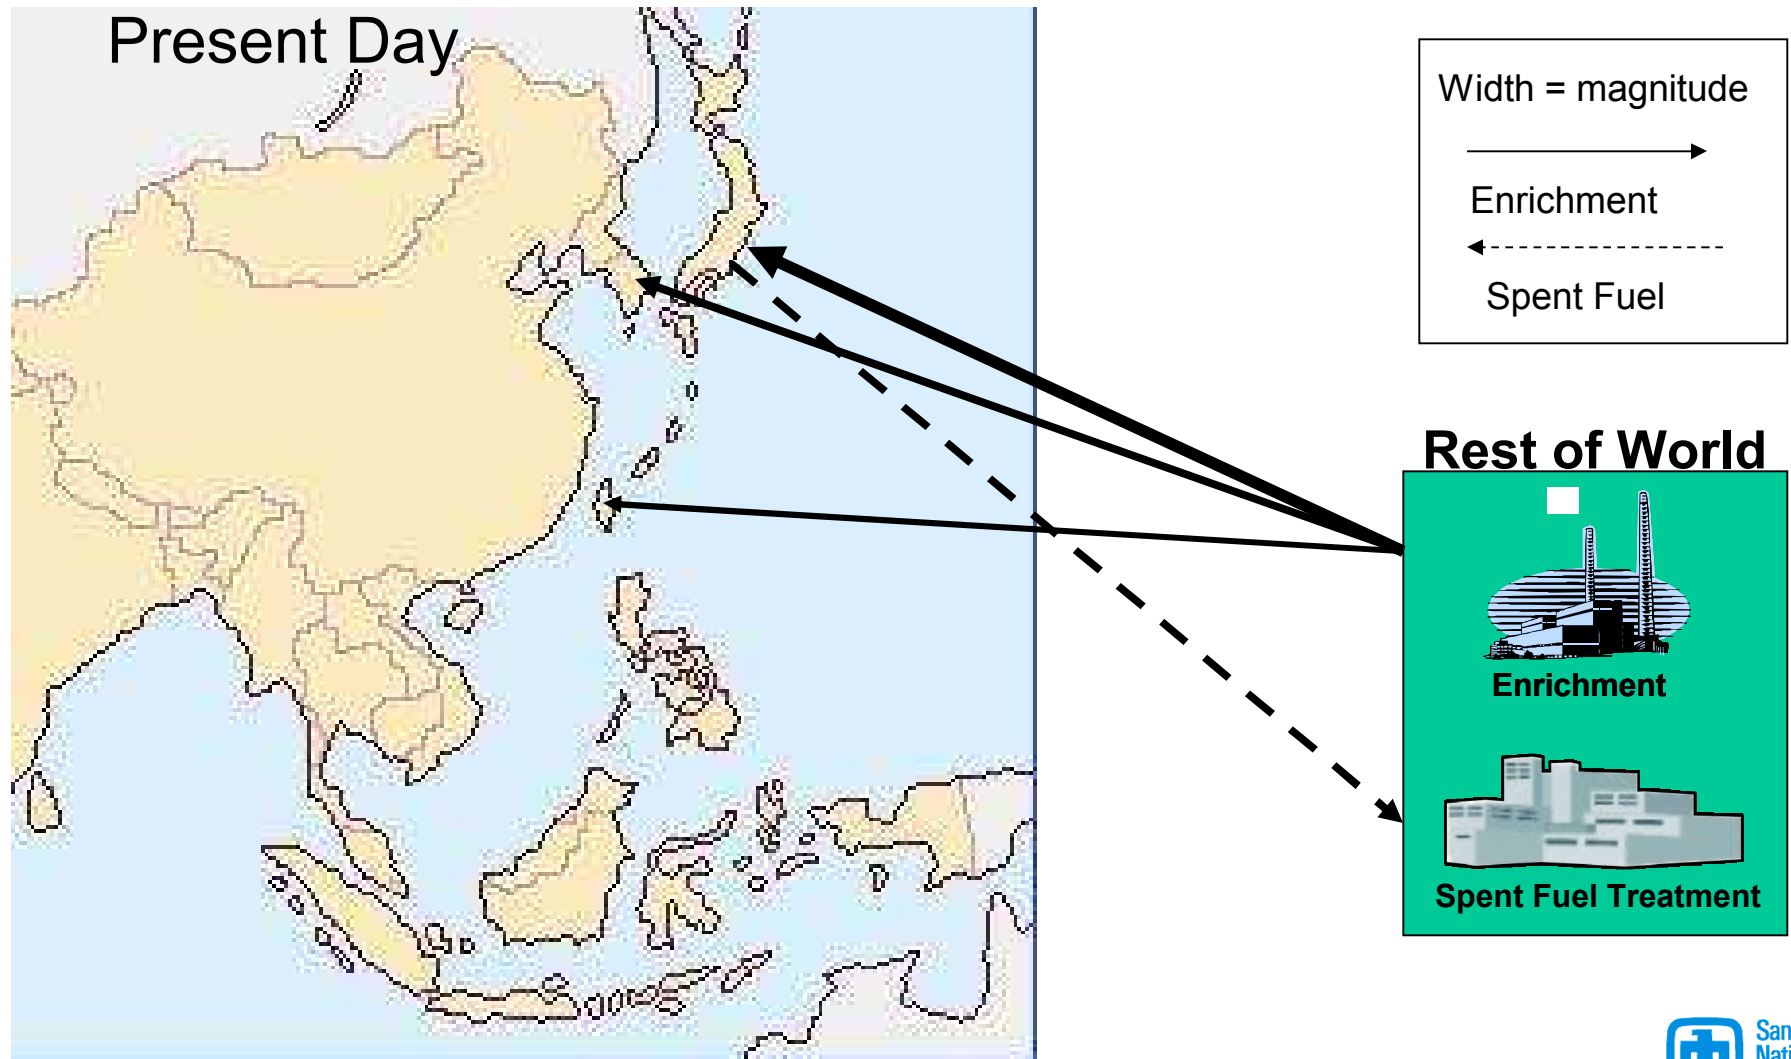 Present Day
Width = magnitude
Enrichment
Spent Fuel
Rest of World
Enrichment
Spent Fuel Treatment